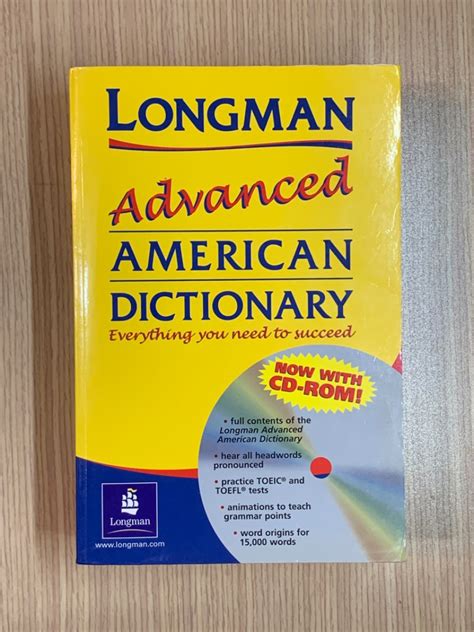 LONGMAN
Advanced
AMERICAN
DICTIONARY
Everything you need to succeed
NOW WITH
CD-ROM!
• full contents of the
Longman Advanced
American Dictionary
• hear all headwords
pronounced
• practice TOEIC® and
TOEFL® tests
• animations to teach
grammar points
• word origins for
15,000 words
Longman
www.longman.com